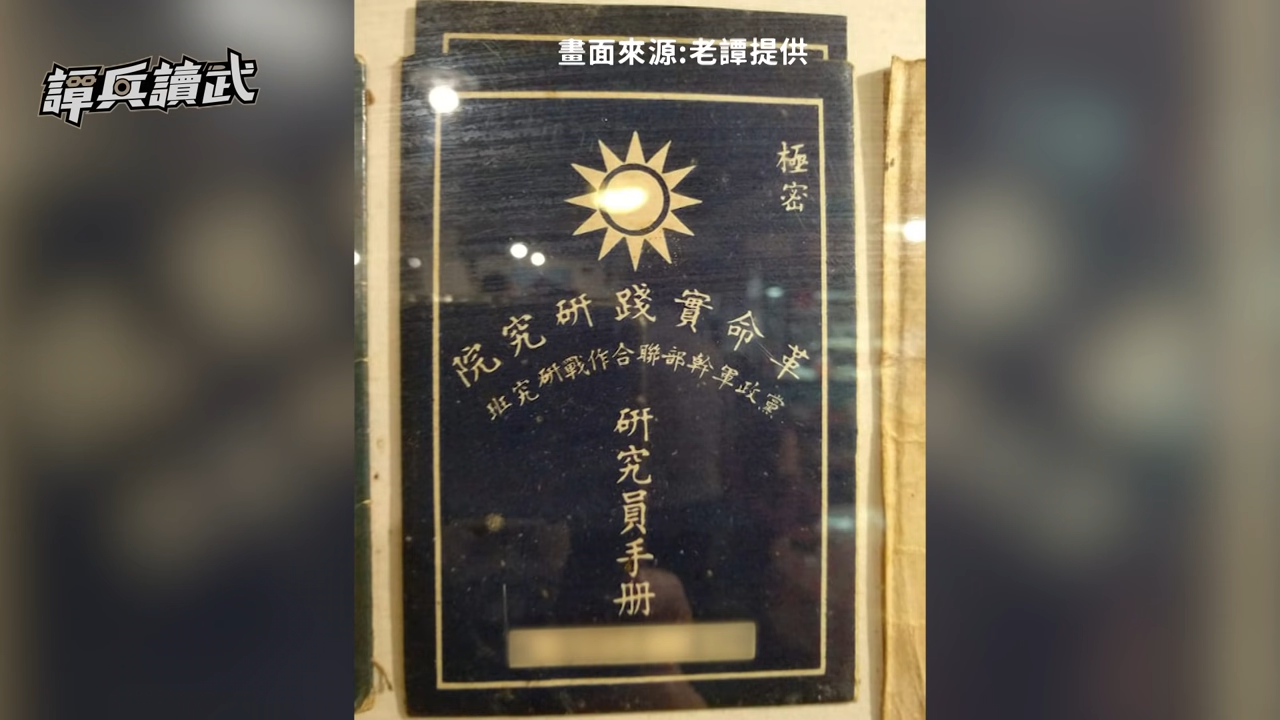 譚兵讀武
畫面來源:老譚提供
極密
革命實踐研究院
黨政軍幹部聯合作戰研究班
研究員手册